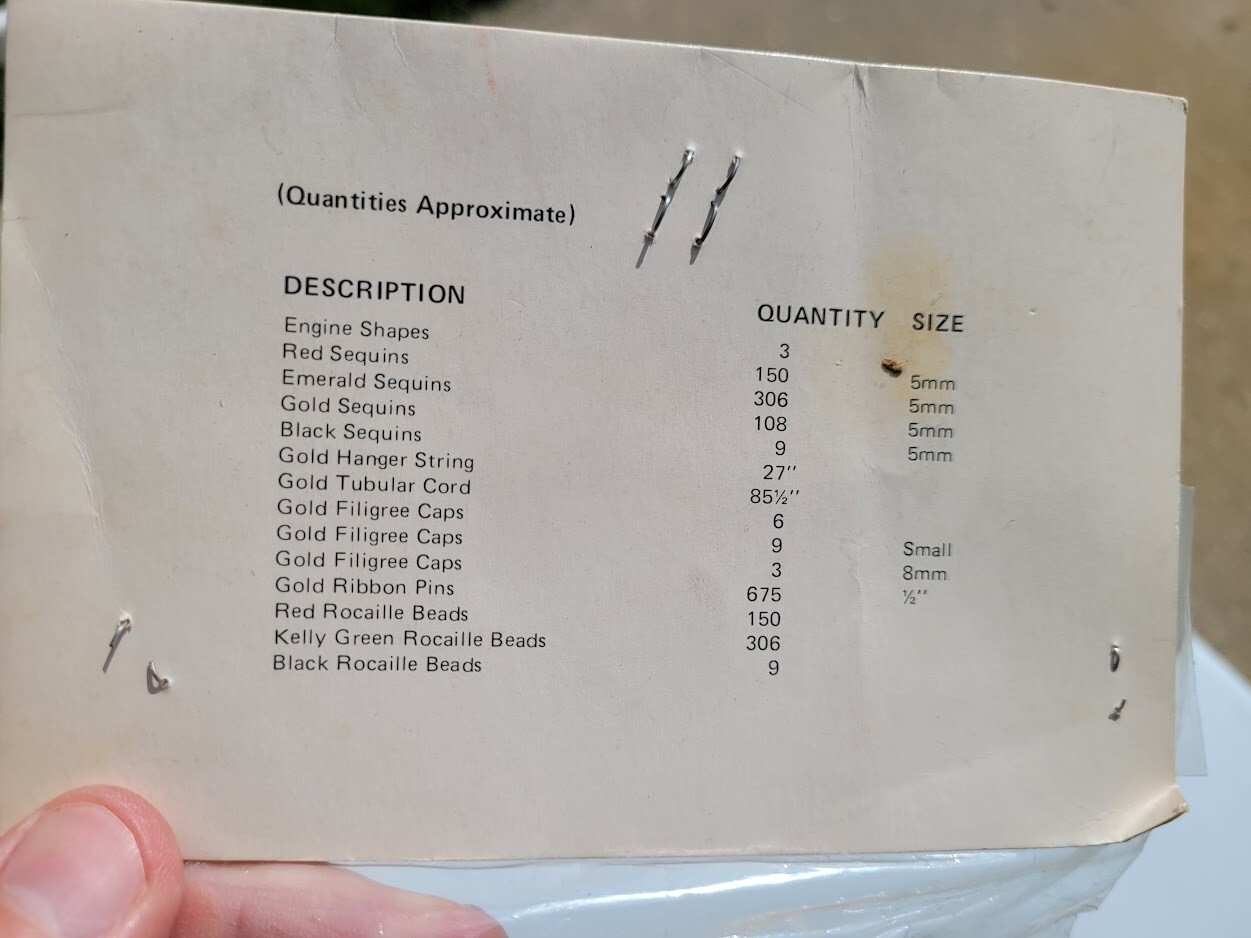 (Quantities Approximate)
DESCRIPTION QUANTITY SIZE
Engine Shapes 3
Red Sequins 150 5mm
Emerald Sequins 306 5mm
Gold Sequins 108 5mm
Black Sequins 9 5mm
Gold Hanger String 27''
Gold Tubular Cord 85½''
Gold Filigree Caps 6
Gold Filigree Caps 9 Small
Gold Filigree Caps 3 8mm
Gold Ribbon Pins 675 ½''
Red Rocaille Beads 150
Kelly Green Rocaille Beads 306
Black Rocaille Beads 9